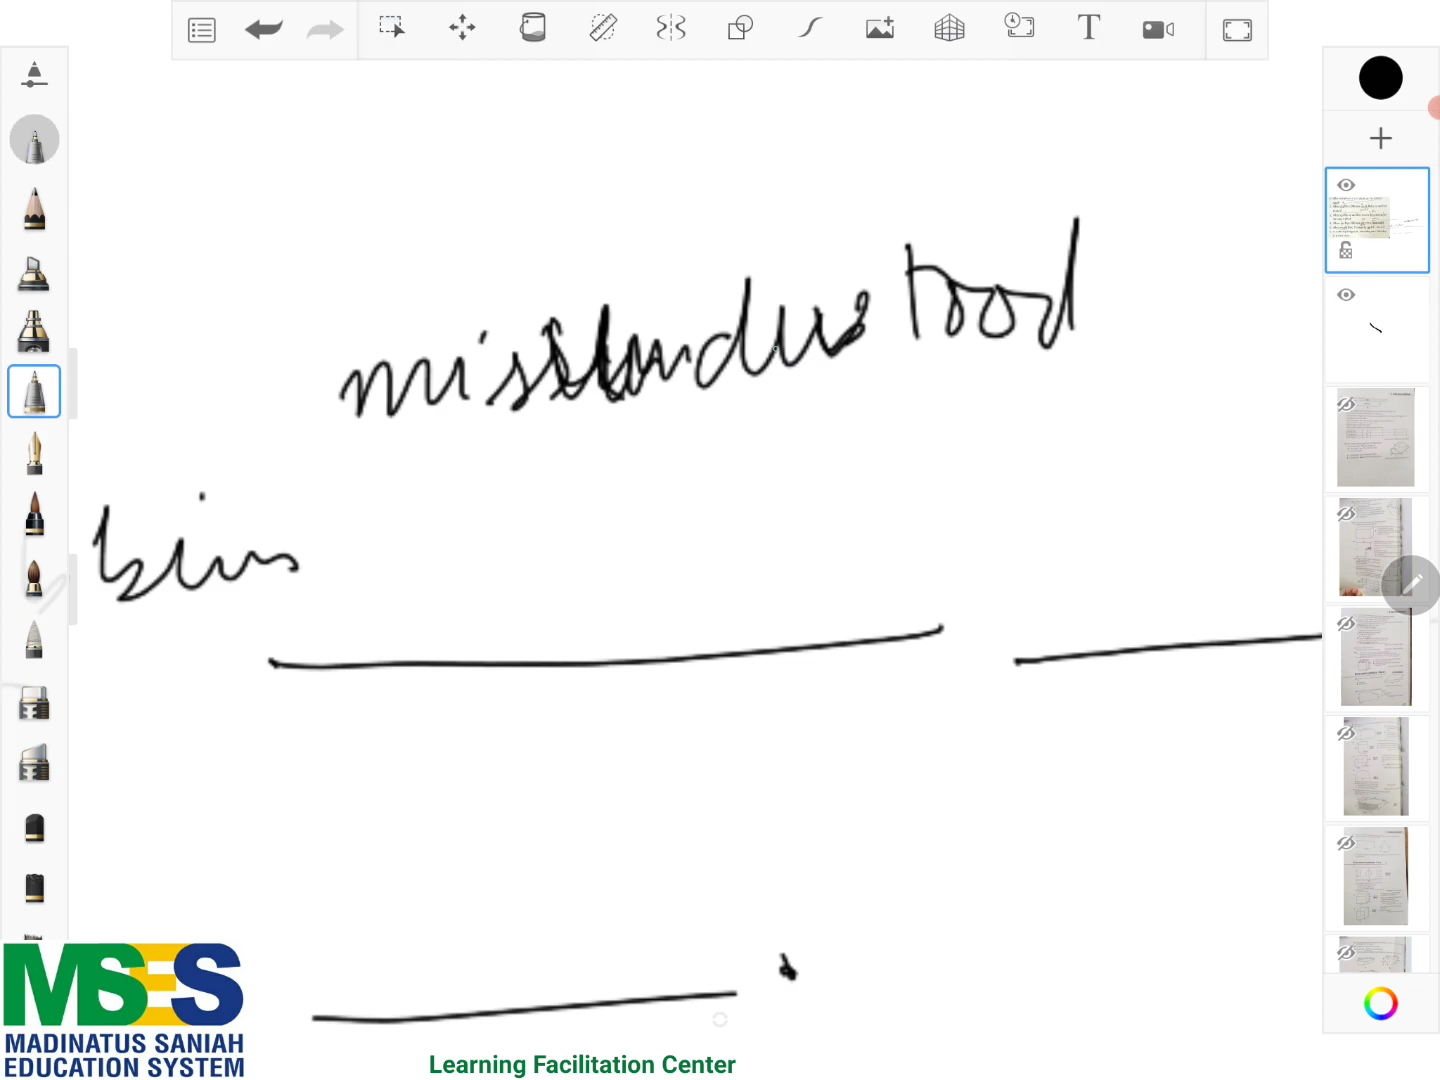 T
misunderstood
MSES
MADINATUS SANIAH
EDUCATION SYSTEM
Learning Facilitation Center